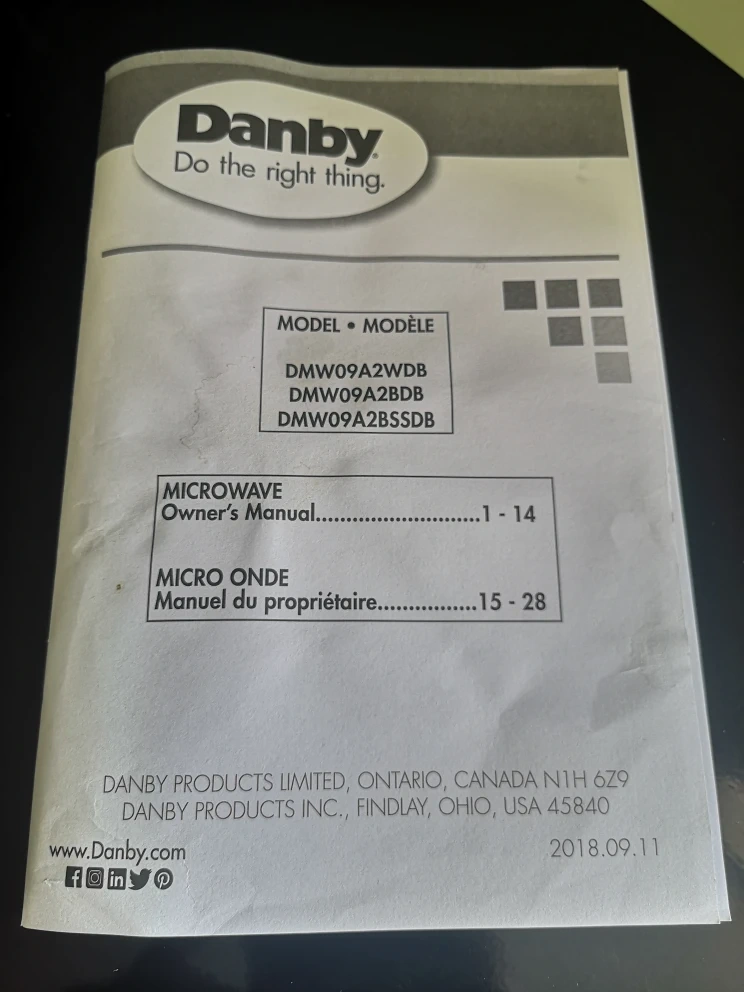 Danby
Do the right thing.
MODEL • MODÈLE
DMW09A2WDB
DMW09A2BDB
DMW09A2BSSDB
MICROWAVE
Owner's Manual............................1 - 14
MICRO ONDE
Manuel du propriétaire.................15 - 28
DANBY PRODUCTS LIMITED, ONTARIO, CANADA N1H 6Z9
DANBY PRODUCTS INC., FINDLAY, OHIO, USA 45840
www.Danby.com 2018.09.11